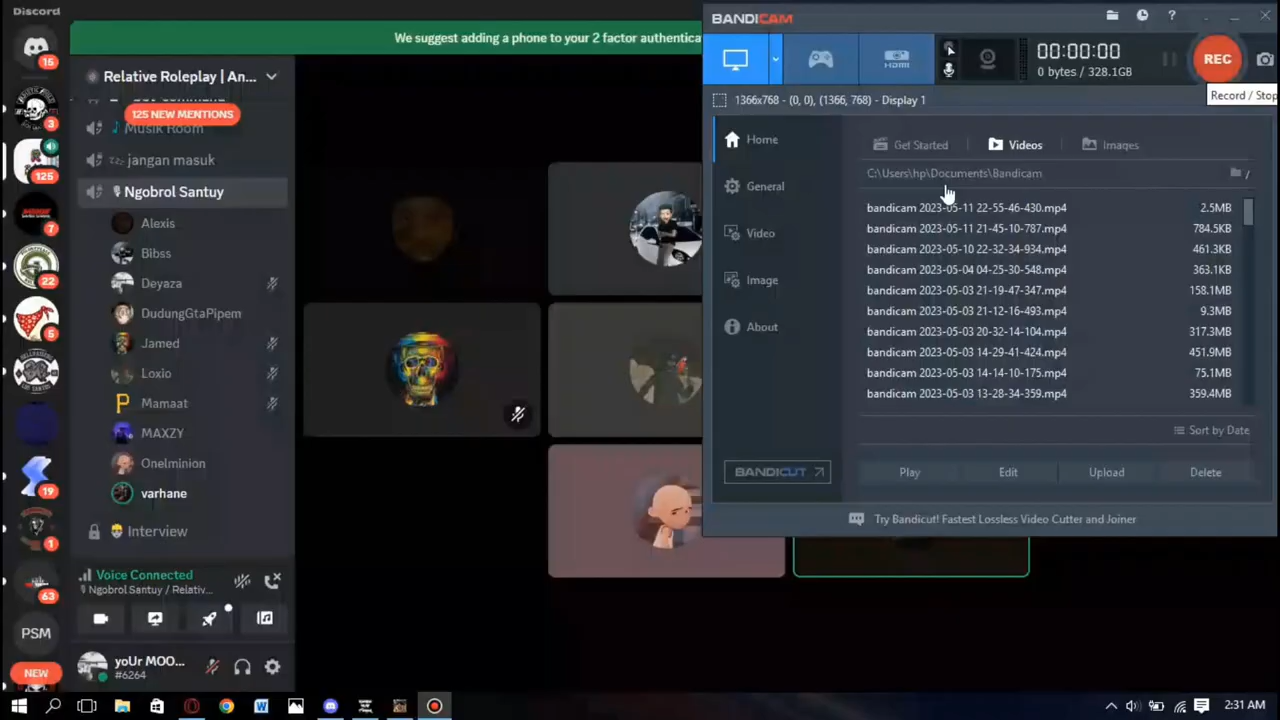 Discord
We suggest adding a phone to your 2 factor authentica
Relative Roleplay | An...
125 NEW MENTIONS
Musik Room
jangan masuk
Ngobrol Santuy
Alexis
Bibss
Deyaza
DudungGtaPipem
Jamed
Loxio
Mamaat
MAXZY
Onelminion
varhane
Interview
Voice Connected
Ngobrol Santuy / Relativ...
yoUr MOO...
#6264
15
3
125
7
22
5
19
1
63
PSM
NEW
BANDICAM
HDMI
00:00:00
0 bytes / 328.1GB
REC
Record / Stop
1366x768 - (0, 0), (1366, 768) - Display 1
Home
General
Video
Image
About
BANDICUT
Get Started
Videos
Images
C:\Users\hp\Documents\Bandicam
bandicam 2023-05-11 22-55-46-430.mp4 2.5MB
bandicam 2023-05-11 21-45-10-787.mp4 784.5KB
bandicam 2023-05-10 22-32-34-934.mp4 461.3KB
bandicam 2023-05-04 04-25-30-548.mp4 363.1KB
bandicam 2023-05-03 21-19-47-347.mp4 158.1MB
bandicam 2023-05-03 21-12-16-493.mp4 9.3MB
bandicam 2023-05-03 20-32-14-104.mp4 317.3MB
bandicam 2023-05-03 14-29-41-424.mp4 451.9MB
bandicam 2023-05-03 14-14-10-175.mp4 75.1MB
bandicam 2023-05-03 13-28-34-359.mp4 359.4MB
Sort by Date
Play Edit Upload Delete
Try Bandicut! Fastest Lossless Video Cutter and Joiner
2:31 AM